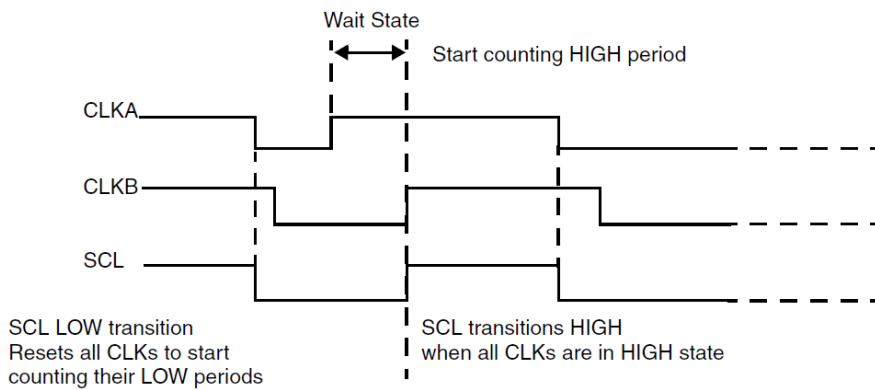 Wait State
Start counting HIGH period
CLKA
CLKB
SCL
SCL LOW transition
Resets all CLKs to start
counting their LOW periods
SCL transitions HIGH
when all CLKs are in HIGH state